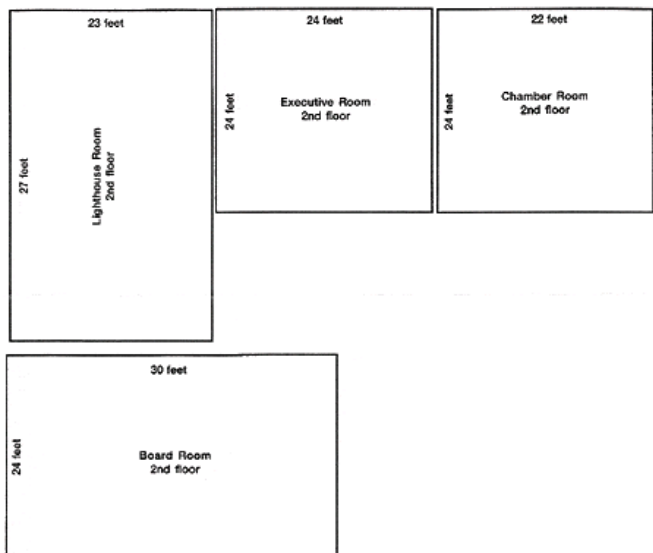 23 feet
27 feet
Lighthouse Room
2nd floor
24 feet
24 feet
Executive Room
2nd floor
22 feet
24 feet
Chamber Room
2nd floor
30 feet
24 feet
Board Room
2nd floor